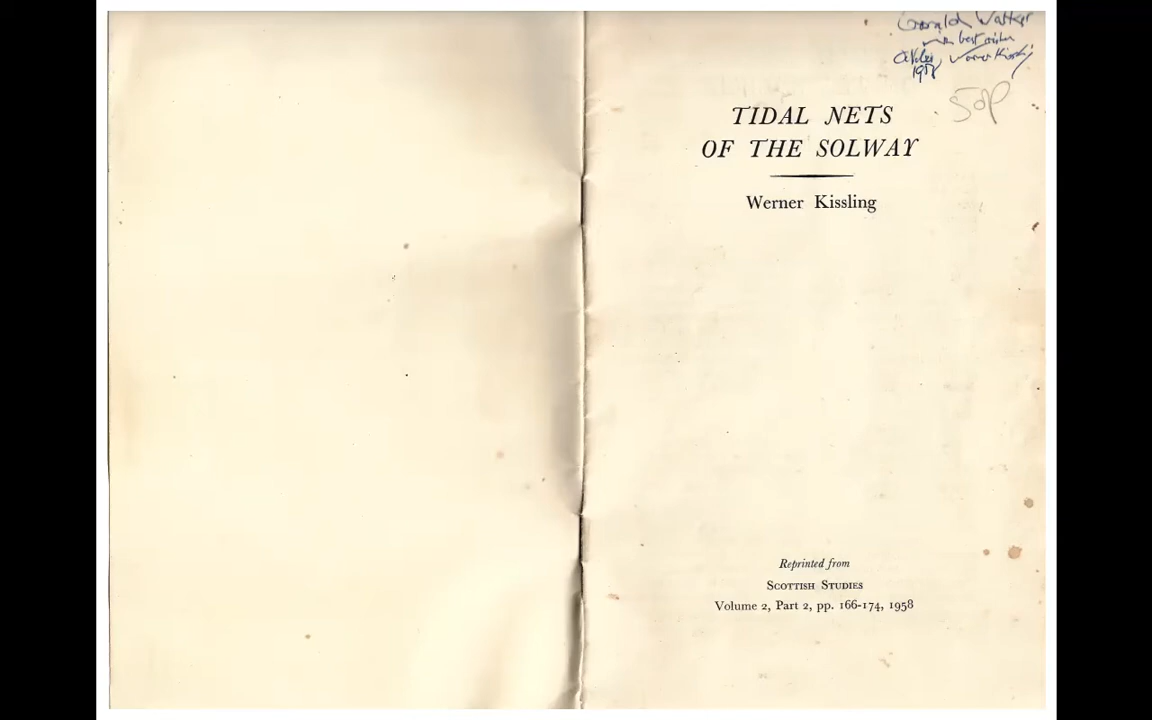 Gerald Walker
best wishes
October, Werner Kissling
1958
50P
TIDAL NETS
OF THE SOLWAY
Werner Kissling
Reprinted from
SCOTTISH STUDIES
Volume 2, Part 2, pp. 166-174, 1958